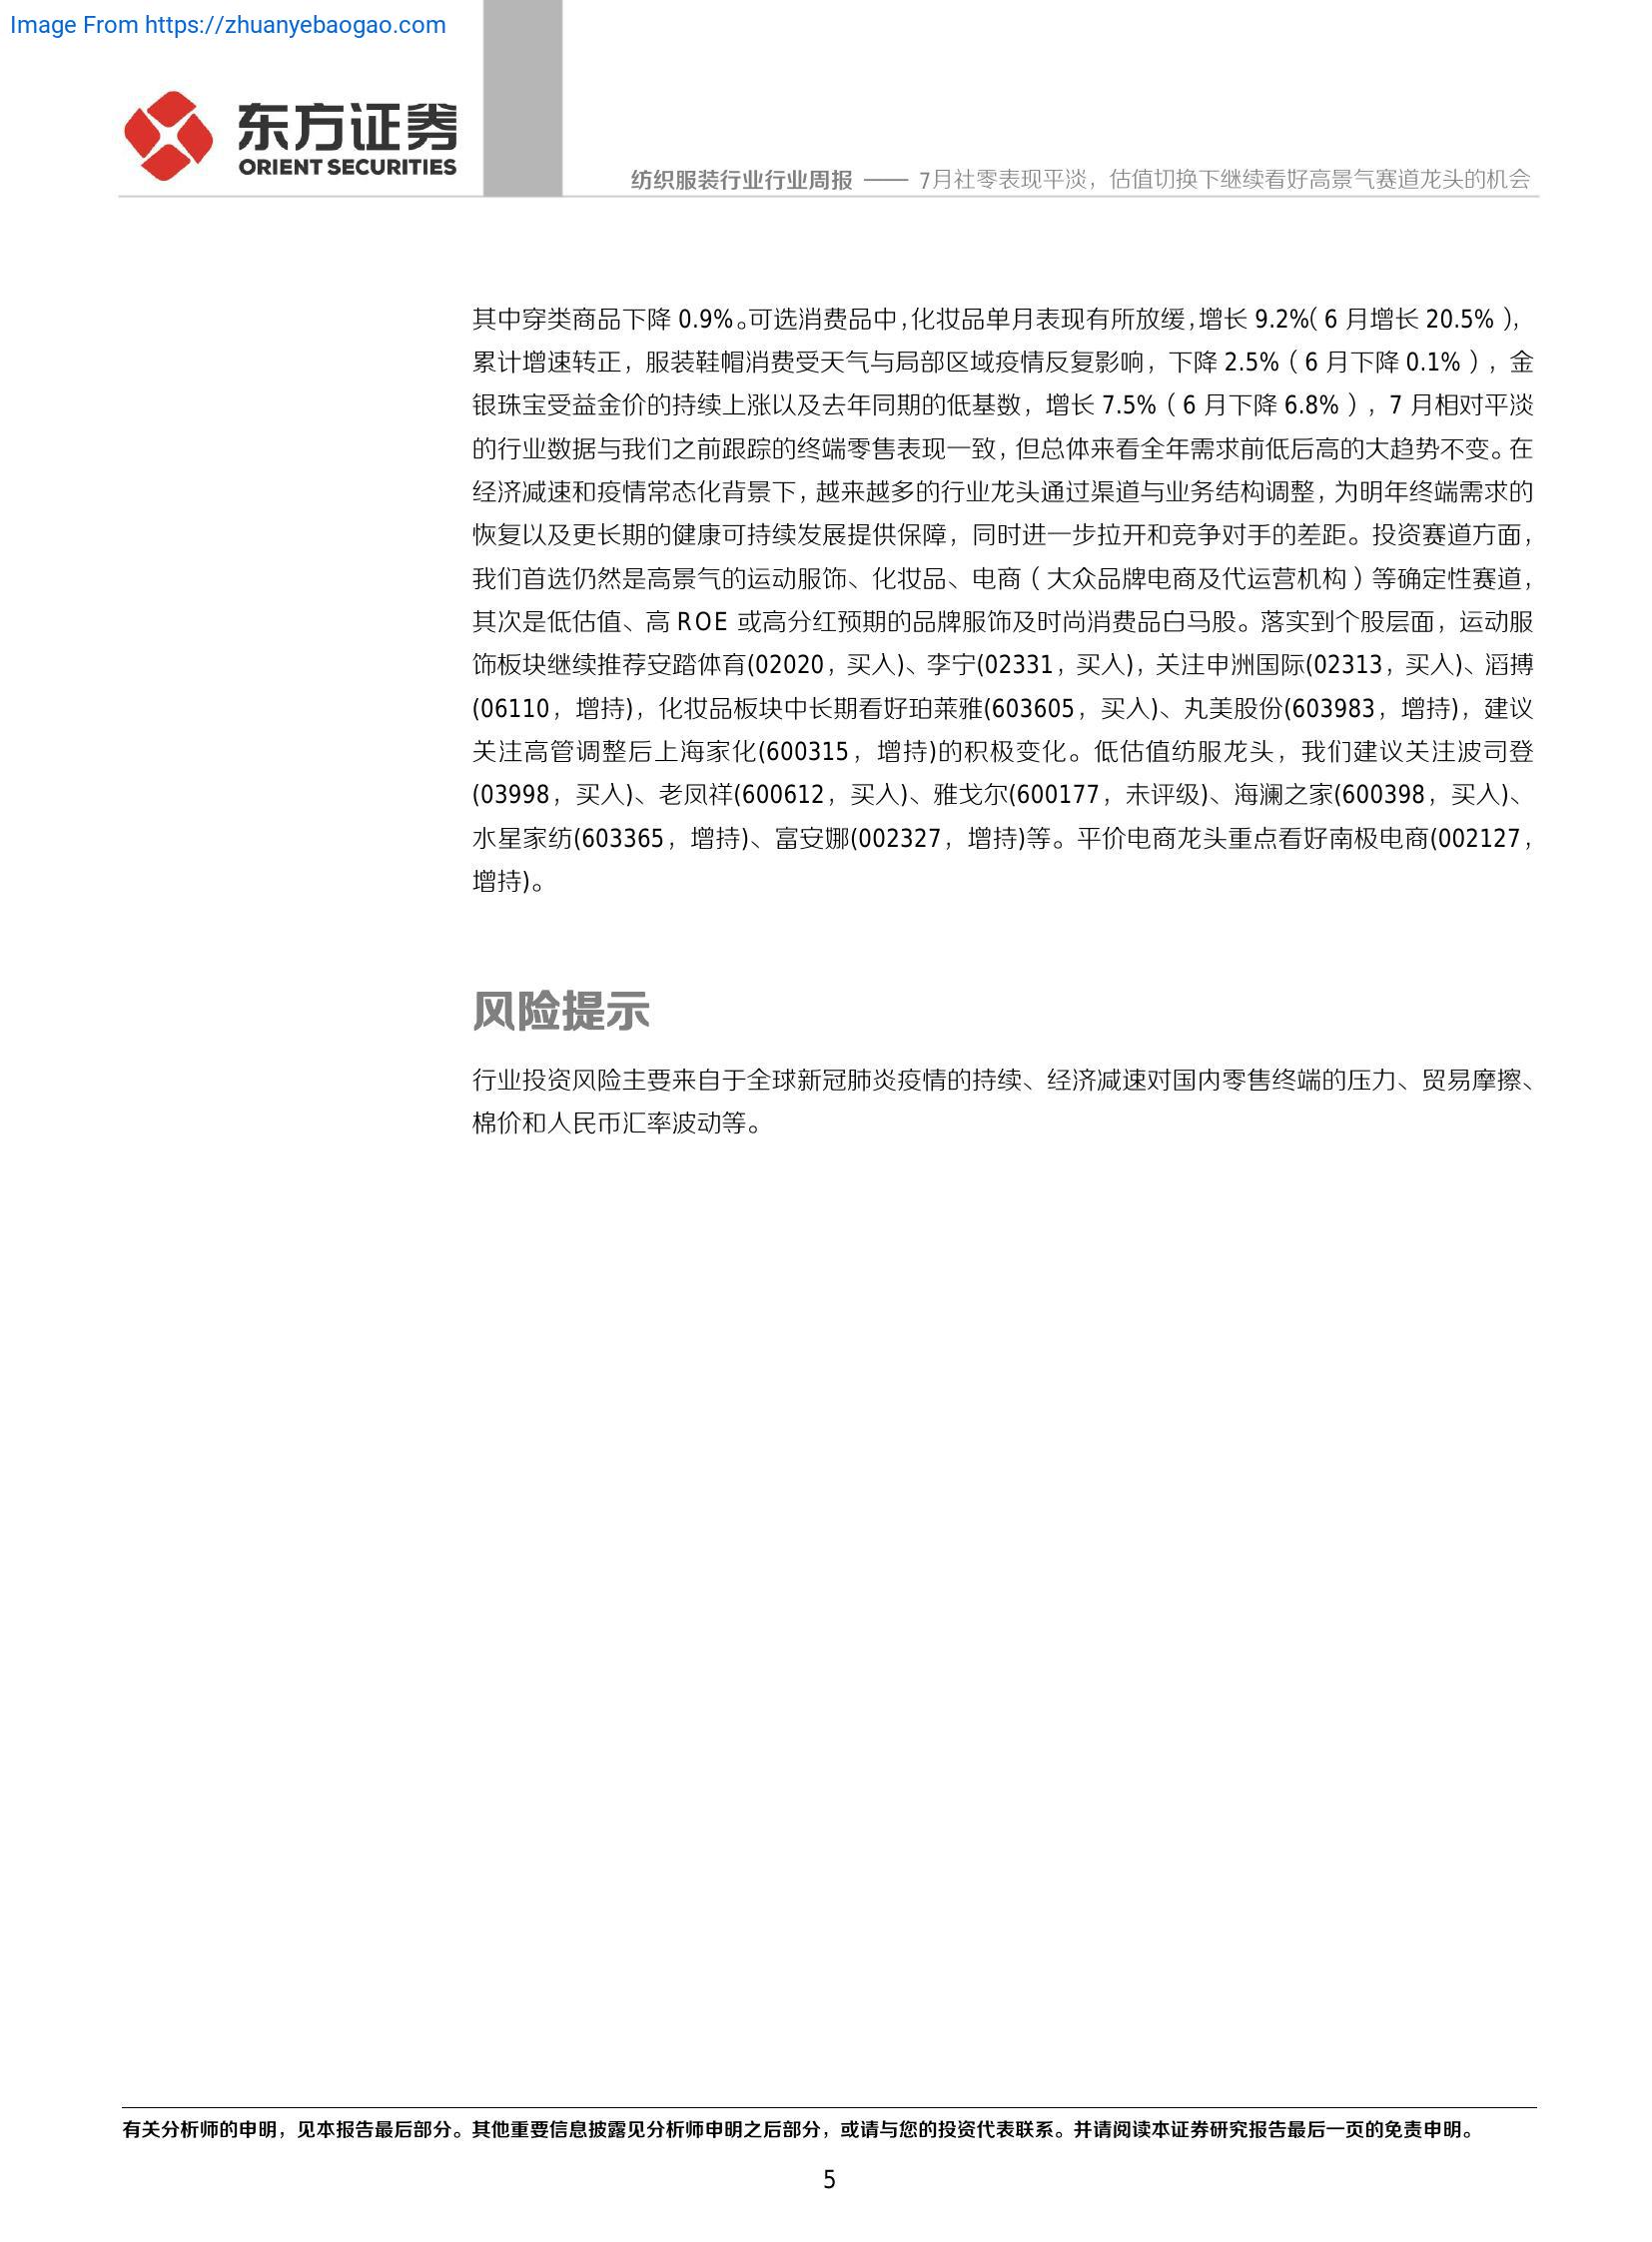 Image From https://zhuanyebaogao.com
东方证券
ORIENT SECURITIES
纺织服装行业行业周报 —— 7月社零表现平淡，估值切换下继续看好高景气赛道龙头的机会
其中穿类商品下降 0.9%。可选消费品中，化妆品单月表现有所放缓，增长 9.2%（6 月增长 20.5%），
累计增速转正，服装鞋帽消费受天气与局部区域疫情反复影响，下降 2.5%（6 月下降 0.1%），金
银珠宝受益金价的持续上涨以及去年同期的低基数，增长 7.5%（6 月下降 6.8%），7 月相对平淡
的行业数据与我们之前跟踪的终端零售表现一致，但总体来看全年需求前低后高的大趋势不变。在
经济减速和疫情常态化背景下，越来越多的行业龙头通过渠道与业务结构调整，为明年终端需求的
恢复以及更长期的健康可持续发展提供保障，同时进一步拉开和竞争对手的差距。投资赛道方面，
我们首选仍然是高景气的运动服饰、化妆品、电商（大众品牌电商及代运营机构）等确定性赛道，
其次是低估值、高 ROE 或高分红预期的品牌服饰及时尚消费品白马股。落实到个股层面，运动服
饰板块继续推荐安踏体育(02020，买入)、李宁(02331，买入)，关注申洲国际(02313，买入)、滔搏
(06110，增持)，化妆品板块中长期看好珀莱雅(603605，买入)、丸美股份(603983，增持)，建议
关注高管调整后上海家化(600315，增持)的积极变化。低估值纺服龙头，我们建议关注波司登
(03998，买入)、老凤祥(600612，买入)、雅戈尔(600177，未评级)、海澜之家(600398，买入)、
水星家纺(603365，增持)、富安娜(002327，增持)等。平价电商龙头重点看好南极电商(002127，
增持)。
风险提示
行业投资风险主要来自于全球新冠肺炎疫情的持续、经济减速对国内零售终端的压力、贸易摩擦、
棉价和人民币汇率波动等。
有关分析师的申明，见本报告最后部分。其他重要信息披露见分析师申明之后部分，或请与您的投资代表联系。并请阅读本证券研究报告最后一页的免责申明。
5